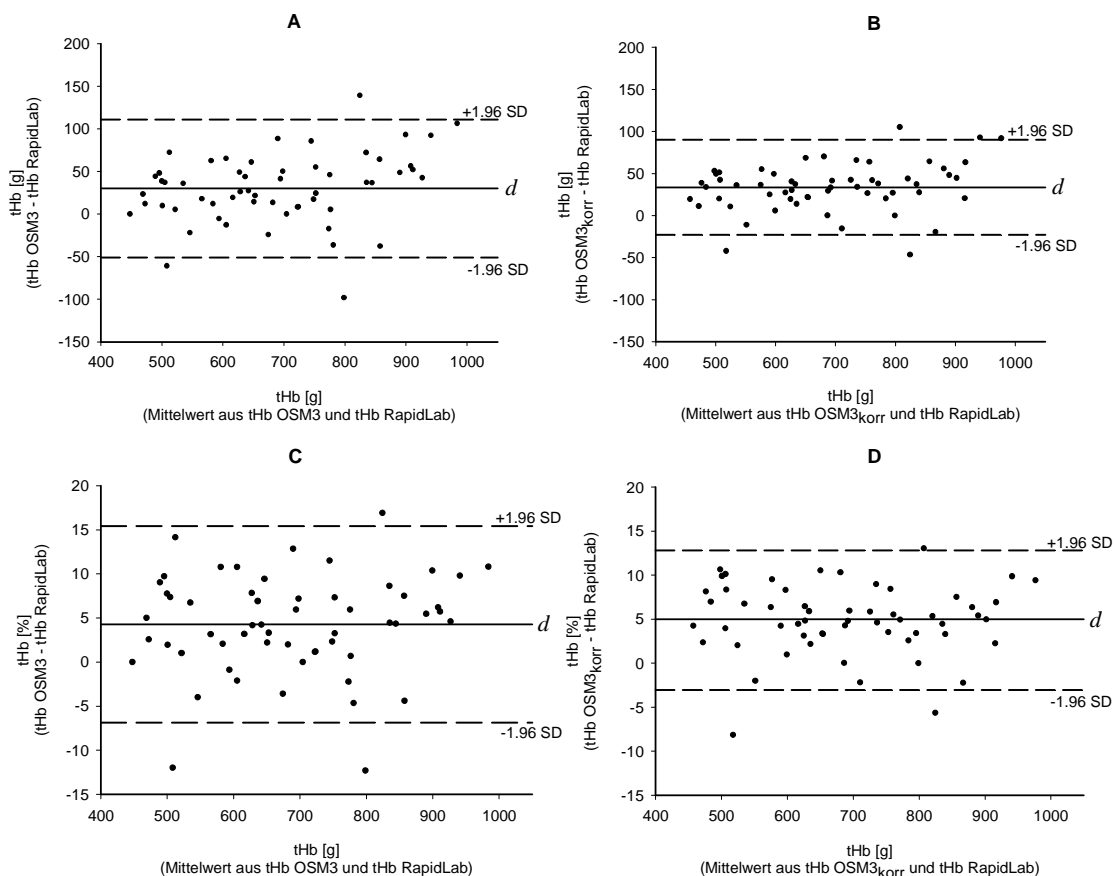 A
200
150
100
50
0
-50
-100
-150
400 500 600 700 800 900 1000
+1.96 SD
d
-1.96 SD
tHb [g]
(tHb OSM3 - tHb RapidLab)
tHb [g]
(Mittelwert aus tHb OSM3 und tHb RapidLab)
B
200
150
100
50
0
-50
-100
-150
400 500 600 700 800 900 1000
+1.96 SD
d
-1.96 SD
tHb [g]
(tHb OSM3korr - tHb RapidLab)
tHb [g]
(Mittelwert aus tHb OSM3korr und tHb RapidLab)
C
20
15
10
5
0
-5
-10
-15
400 500 600 700 800 900 1000
+1.96 SD
d
-1.96 SD
tHb [%]
(tHb OSM3 - tHb RapidLab)
tHb [g]
(Mittelwert aus tHb OSM3 und tHb RapidLab)
D
20
15
10
5
0
-5
-10
-15
400 500 600 700 800 900 1000
+1.96 SD
d
-1.96 SD
tHb [%]
(tHb OSM3korr - tHb RapidLab)
tHb [g]
(Mittelwert aus tHb OSM3korr und tHb RapidLab)